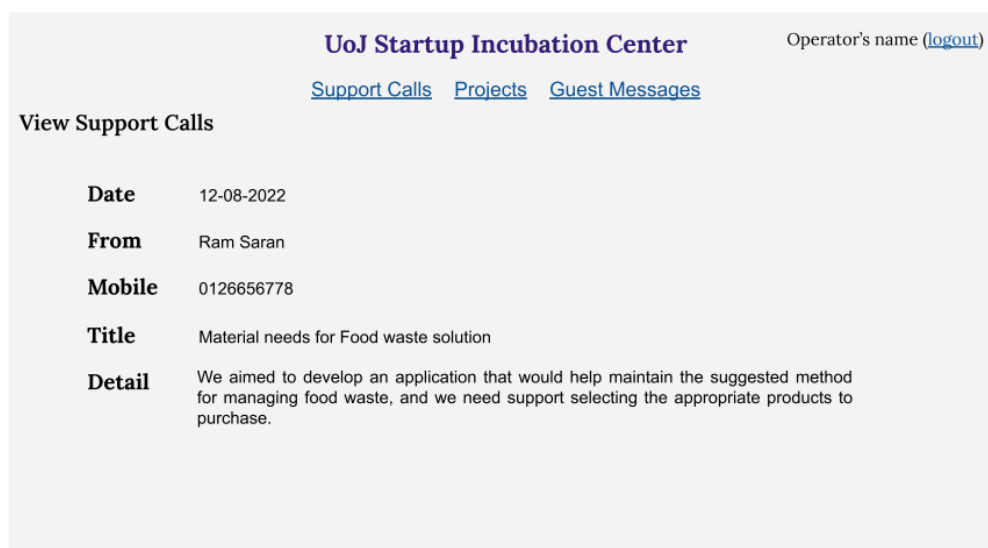 UoJ Startup Incubation Center
Operator's name (logout)
Support Calls Projects Guest Messages
View Support Calls
Date 12-08-2022
From Ram Saran
Mobile 0126656778
Title Material needs for Food waste solution
Detail We aimed to develop an application that would help maintain the suggested method
for managing food waste, and we need support selecting the appropriate products to
purchase.